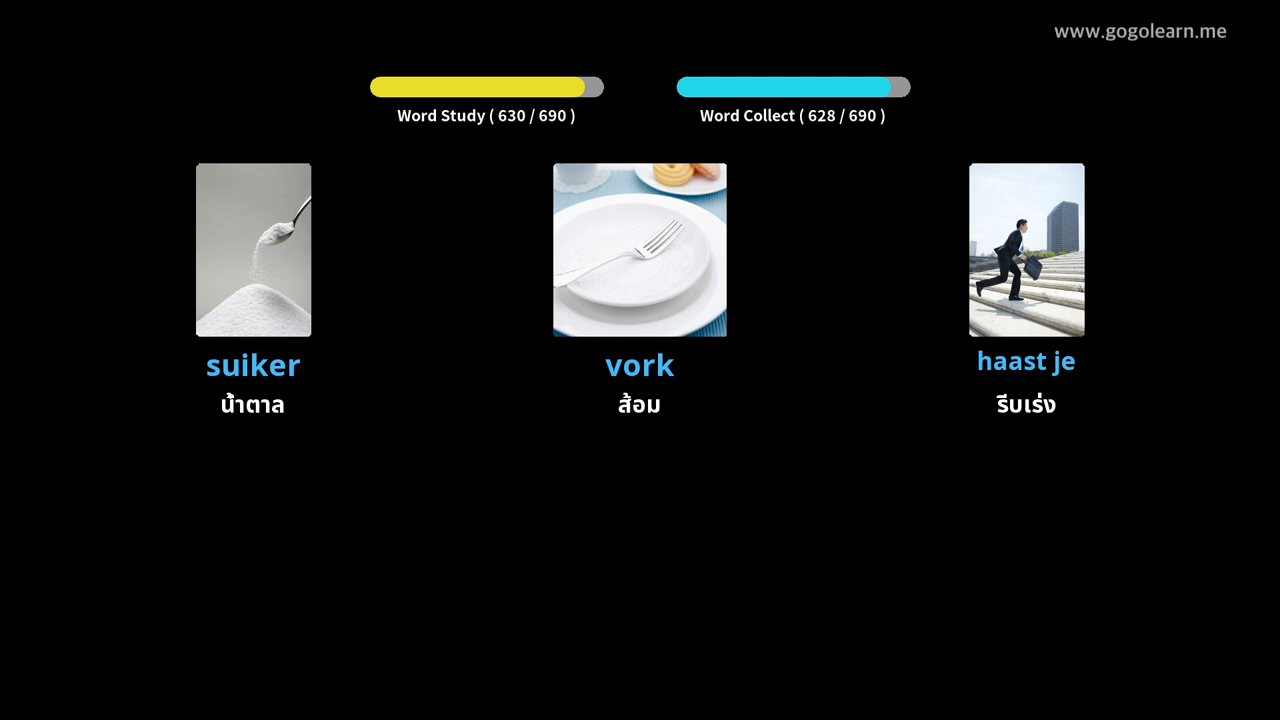 www.gogolearn.me
Word Study ( 630 / 690 )
Word Collect ( 628 / 690 )
suiker
vork
haast je
น้ำตาล
ส้อม
รีบเร่ง